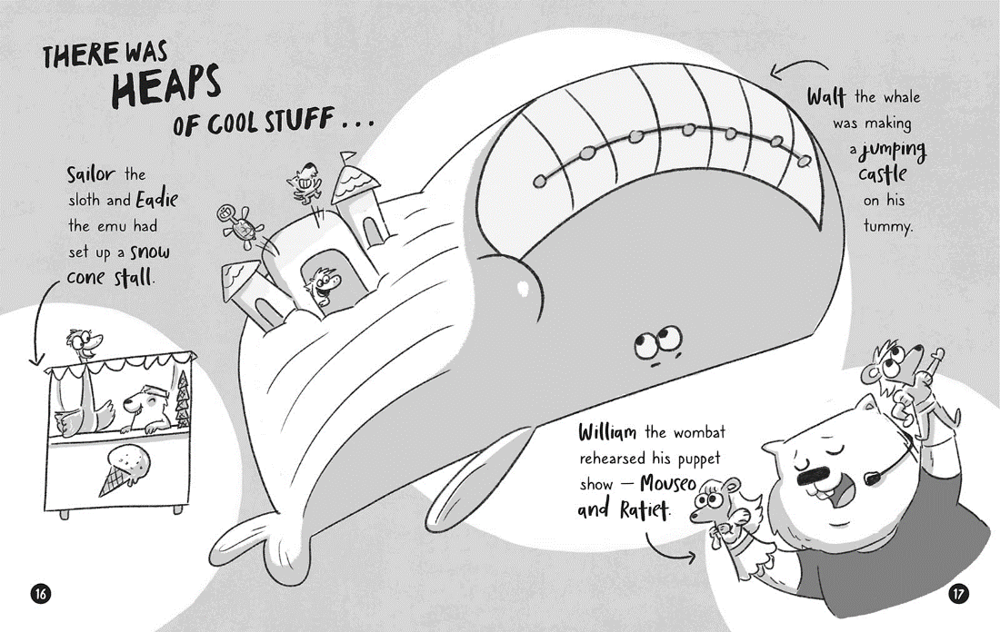 THERE WAS
HEAPS
OF COOL STUFF...
Sailor the
sloth and Eadie
the emu had
set up a snow
cone stall.
Walt the whale
was making
a jumping
castle
on his
tummy.
William the wombat
rehearsed his puppet
show – Mouseo
and Ratiet.
16
17